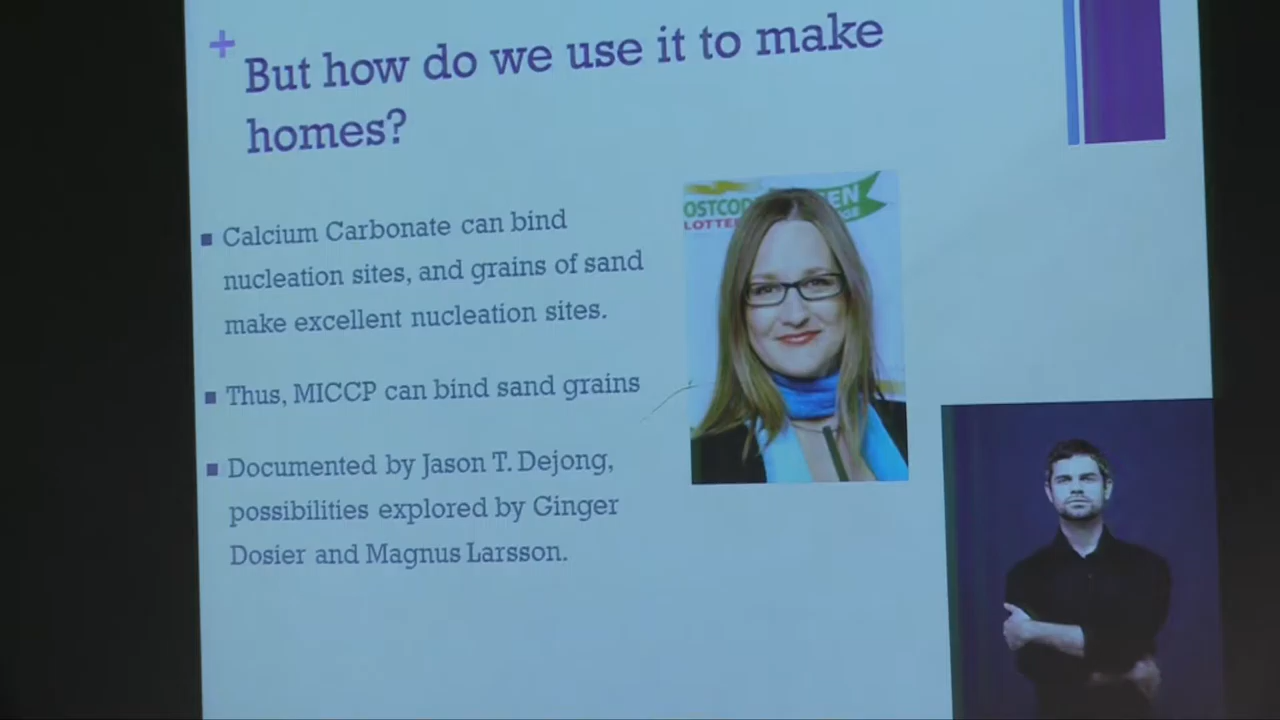 +
But how do we use it to make
homes?
▪ Calcium Carbonate can bind
nucleation sites, and grains of sand
make excellent nucleation sites.
▪ Thus, MICCP can bind sand grains
▪ Documented by Jason T. Dejong,
possibilities explored by Ginger
Dosier and Magnus Larsson.
LOTTE